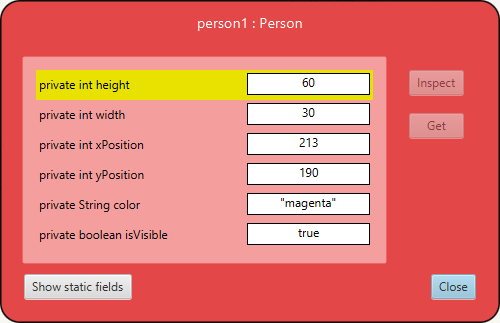 person1 : Person
private int height 60
Inspect
private int width 30
Get
private int xPosition 213
private int yPosition 190
private String color "magenta"
private boolean isVisible true
Show static fields
Close